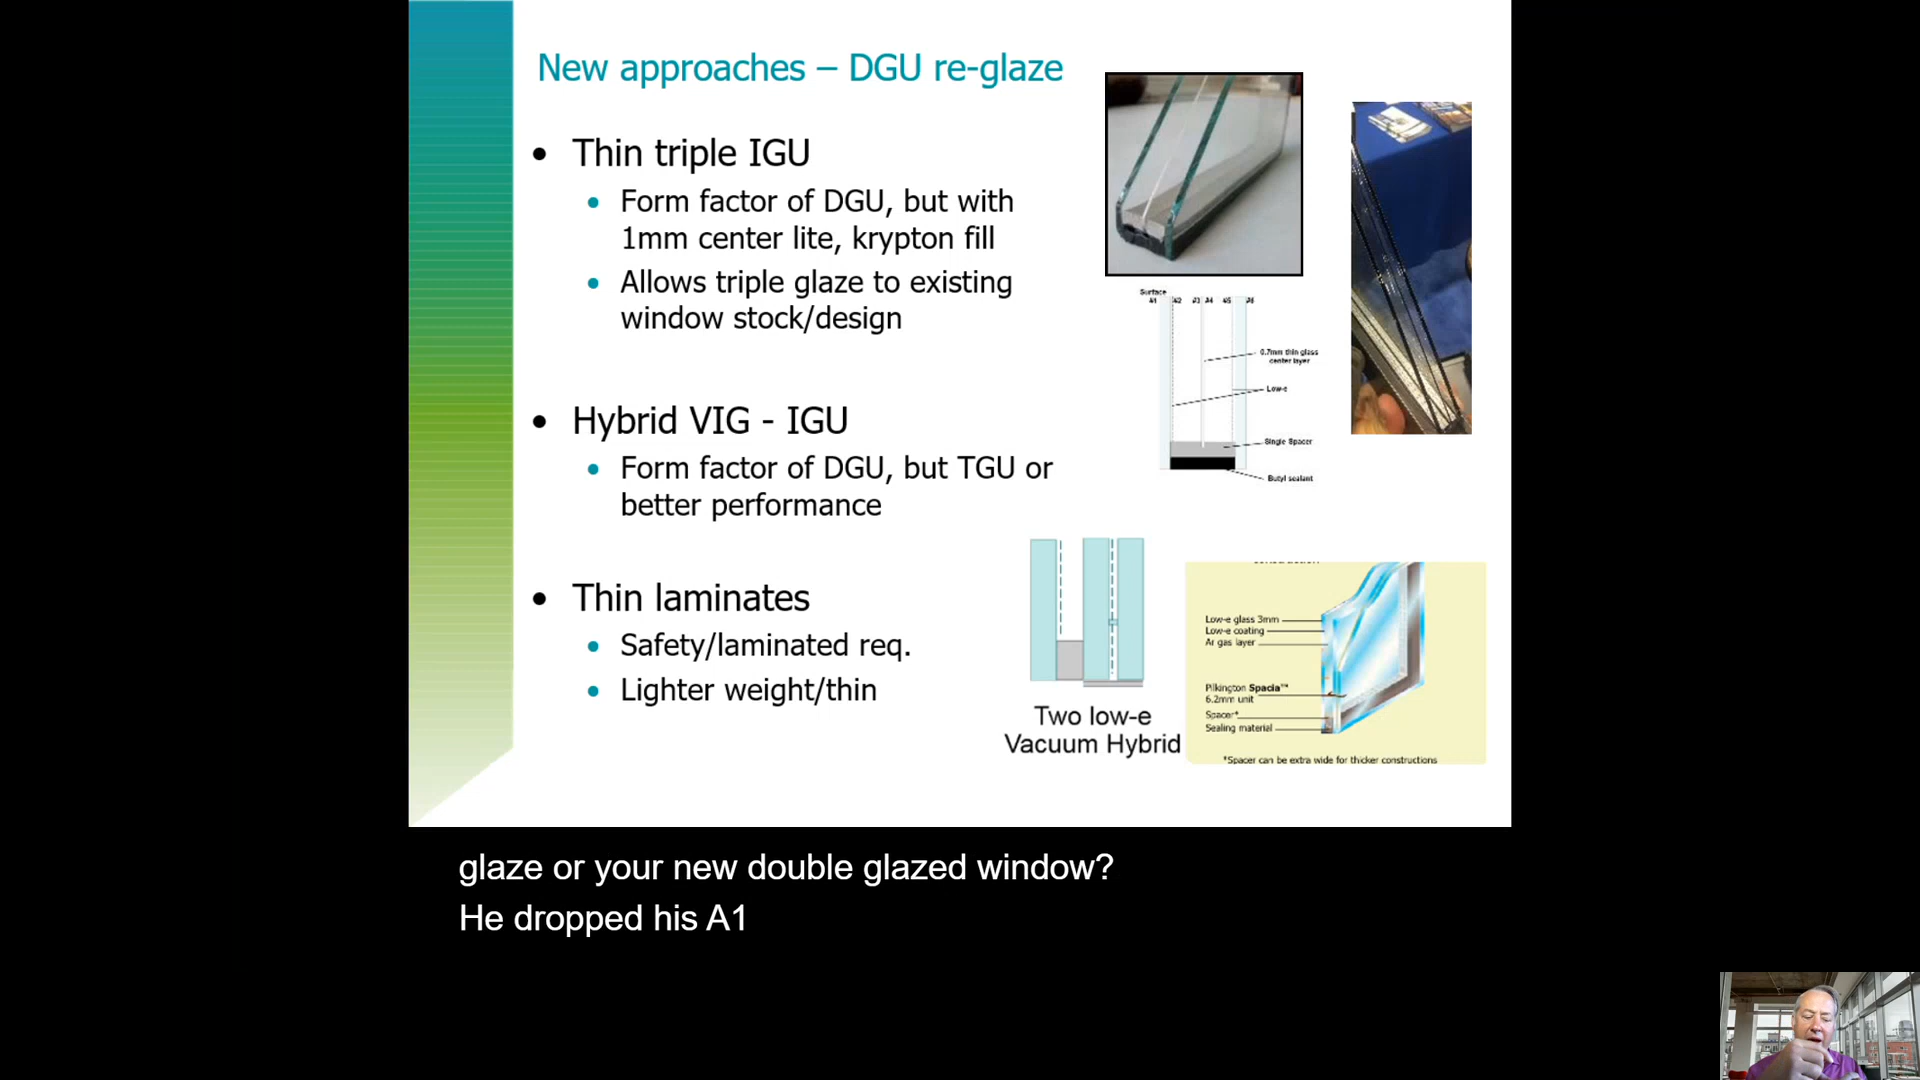 New approaches – DGU re-glaze
• Thin triple IGU
• Form factor of DGU, but with
1mm center lite, krypton fill
• Allows triple glaze to existing
window stock/design
• Hybrid VIG - IGU
• Form factor of DGU, but TGU or
better performance
• Thin laminates
• Safety/laminated req.
• Lighter weight/thin
Surface
#1 #2 #3 #4 #5 #6
0.7mm thin glass
center layer
Low-e
Single Spacer
Butyl sealant
Two low-e
Vacuum Hybrid
Low-e glass 3mm
Low-e coating
Ar gas layer
Pilkington Spacia™
6.2mm unit
Spacer*
Sealing material
*Spacer can be extra wide for thicker constructions
glaze or your new double glazed window?
He dropped his A1